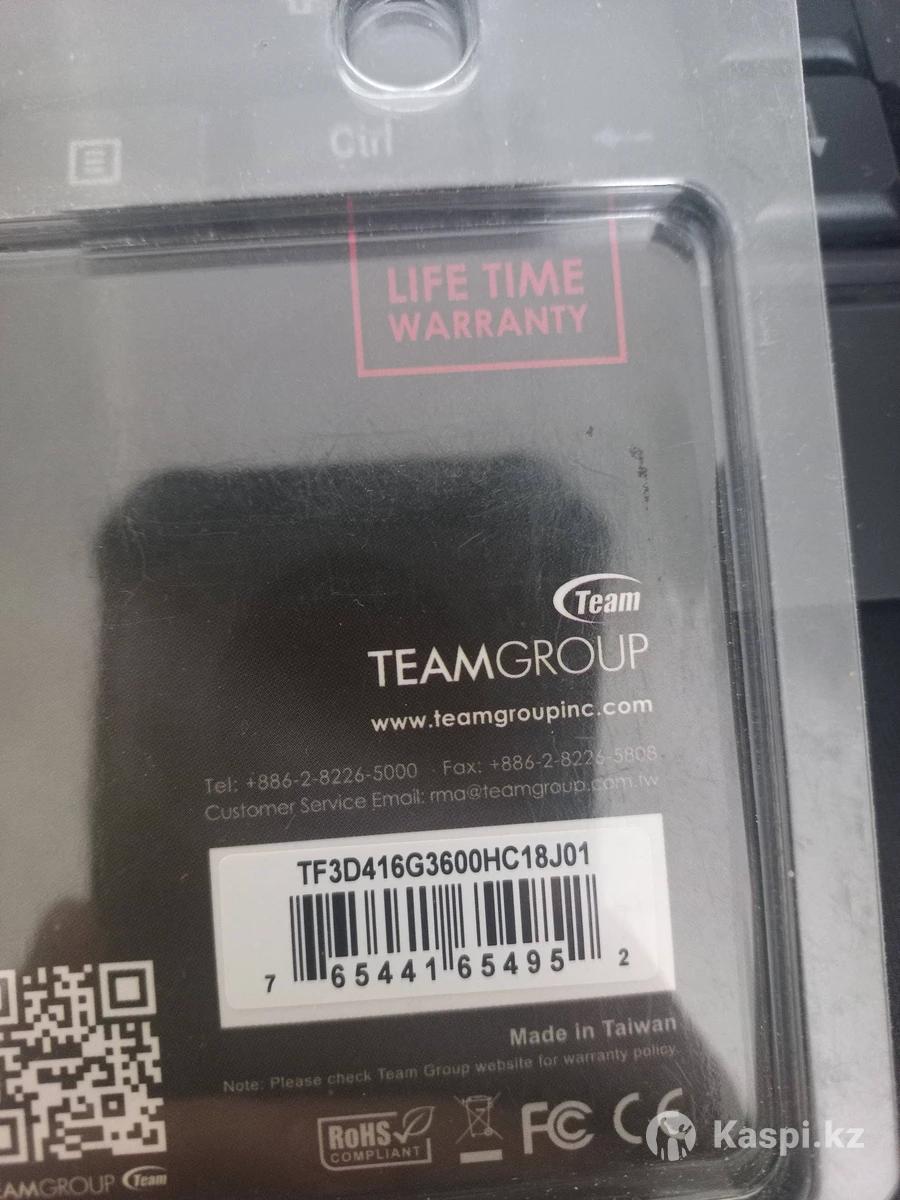 Ctrl
LIFE TIME
WARRANTY
Team
TEAMGROUP
www.teamgroupinc.com
Tel: +886-2-8226-5000 Fax: +886-2-8226-5808
Customer Service Email: rma@teamgroup.com.tw
TF3D416G3600HC18J01
7 65441 65495 2
Made in Taiwan
Note: Please check Team Group website for warranty policy.
RoHS
COMPLIANT
FC CE
Kaspi.kz
TEAMGROUP Team